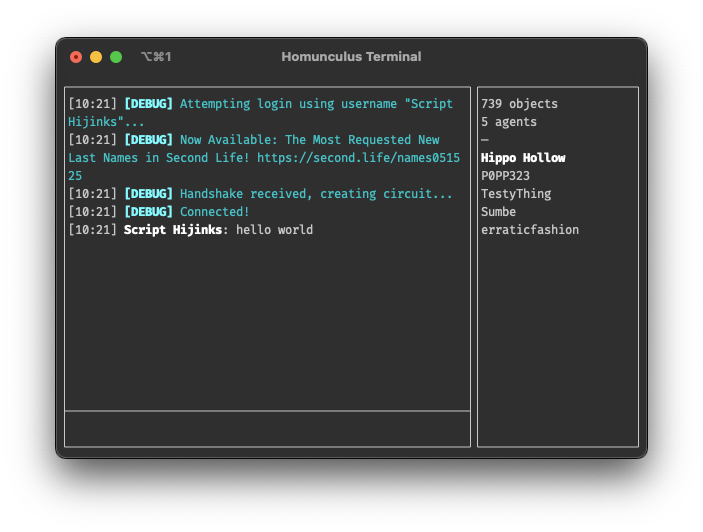 ⌥⌘1 Homunculus Terminal
[10:21] [DEBUG] Attempting login using username "Script
Hijinks"...
[10:21] [DEBUG] Now Available: The Most Requested New
Last Names in Second Life! https://second.life/names0515
25
[10:21] [DEBUG] Handshake received, creating circuit...
[10:21] [DEBUG] Connected!
[10:21] Script Hijinks: hello world
739 objects
5 agents
—
Hippo Hollow
P0PP323
TestyThing
Sumbe
erraticfashion